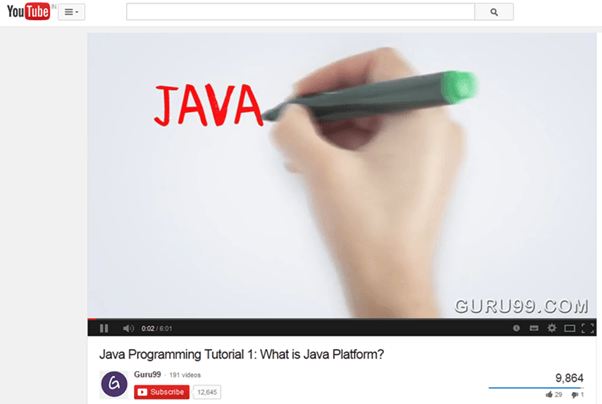 YouTube IN
JAVA
GURU99.COM
0:02 / 6:01
Java Programming Tutorial 1: What is Java Platform?
G
Guru99 · 191 videos
Subscribe 12,645
9,864
29 1